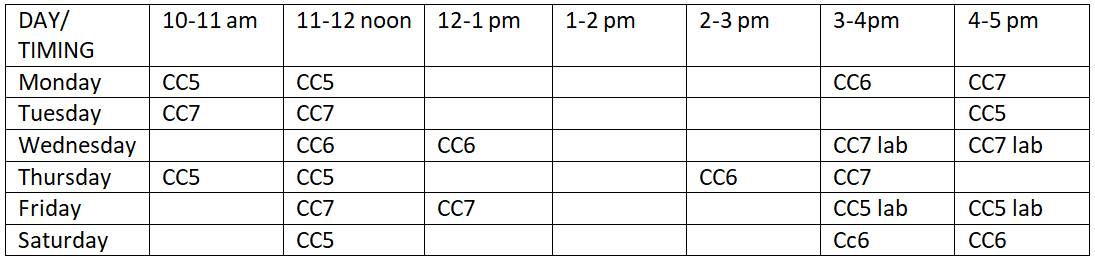 DAY/ TIMING 10-11 am 11-12 noon 12-1 pm 1-2 pm 2-3 pm 3-4pm 4-5 pm
Monday CC5 CC5 CC6 CC7
Tuesday CC7 CC7 CC5
Wednesday CC6 CC6 CC7 lab CC7 lab
Thursday CC5 CC5 CC6 CC7
Friday CC7 CC7 CC5 lab CC5 lab
Saturday CC5 Cc6 CC6